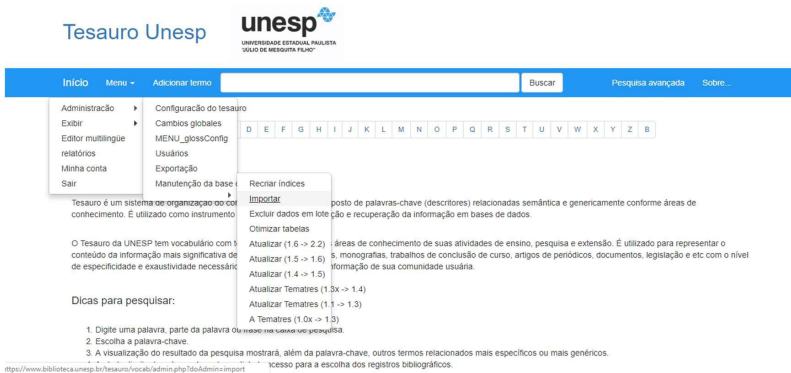 Tesauro Unesp
unesp
UNIVERSIDADE ESTADUAL PAULISTA
"JÚLIO DE MESQUITA FILHO"
Início Menu Adicionar termo Buscar Pesquisa avançada Sobre...
Administracão
Exibir
Editor multilingüe
relatórios
Minha conta
Sair
Configuração do tesauro
Cambios globales
MENU_glossConfig
Usuários
Exportação
Manutenção da base d
D E F G H I J K L M N O P Q R S T U V W X Y Z B
Recriar índices
Importar
Excluir dados em lote
Otimizar tabelas
Atualizar (1.6 -> 2.2)
Atualizar (1.5 -> 1.6)
Atualizar (1.4 -> 1.5)
Atualizar Tematres (1.3x -> 1.4)
Atualizar Tematres (1.1 -> 1.3)
A Tematres (1.0x -> 1.3)
Tesauro é um sistema de organização do con posto de palavras-chave (descritores) relacionadas semântica e genericamente conforme áreas de
conhecimento. É utilizado como instrumento ção e recuperação da informação em bases de dados.
O Tesauro da UNESP tem vocabulário com t áreas de conhecimento de suas atividades de ensino, pesquisa e extensão. É utilizado para representar o
conteúdo da informação mais significativa de s, monografias, trabalhos de conclusão de curso, artigos de periódicos, documentos, legislação e etc com o nível
de especificidade e exaustividade necessário nformação de sua comunidade usuária.
Dicas para pesquisar:
1. Digite uma palavra, parte da palavra ou frase na caixa de pesquisa.
2. Escolha a palavra-chave.
3. A visualização do resultado da pesquisa mostrará, além da palavra-chave, outros termos relacionados mais específicos ou mais genéricos.
cesso para a escolha dos registros bibliográficos.
ttps://www.biblioteca.unesp.br/tesauro/vocab/admin.php?doAdmin=import